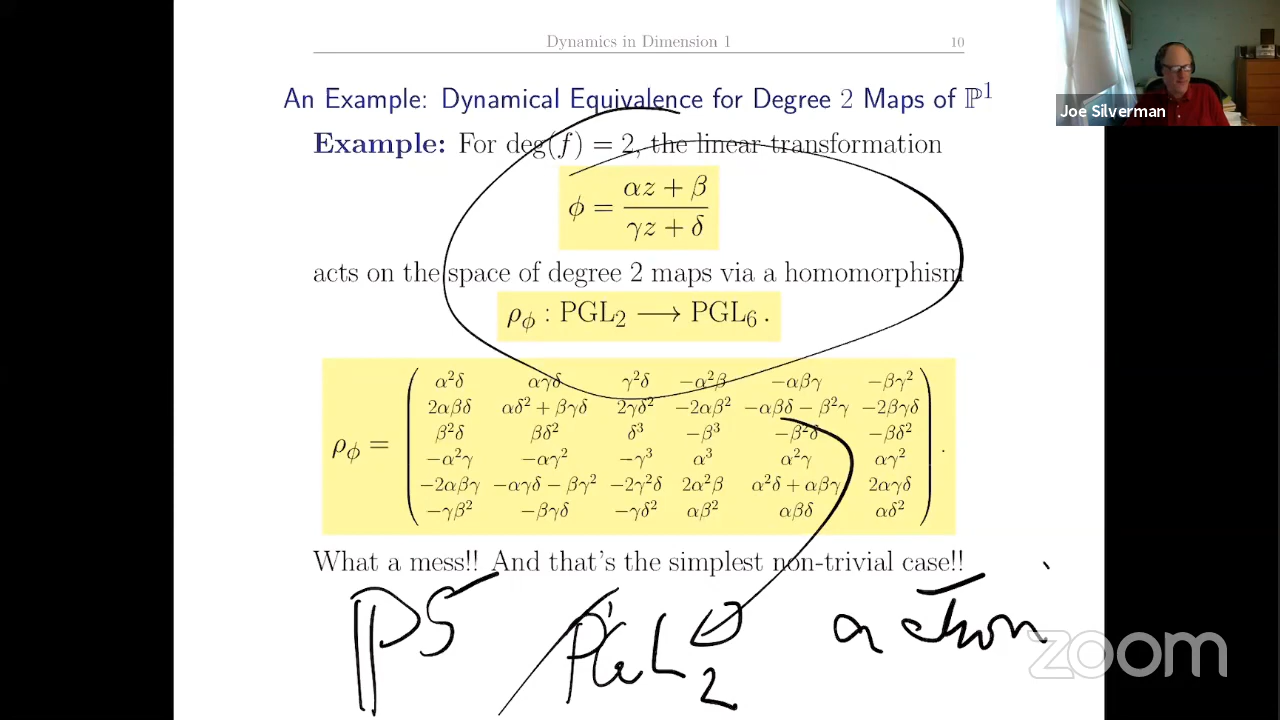 Dynamics in Dimension 1 10
Joe Silverman
An Example: Dynamical Equivalence for Degree 2 Maps of ℙ¹
Example: For deg(f) = 2, the linear transformation
ϕ = (αz + β)/(γz + δ)
acts on the space of degree 2 maps via a homomorphism
ρ_ϕ : PGL₂ ⟶ PGL₆ .
α²δ αγδ γ²δ −α²β −αβγ −βγ²
2αβδ αδ² + βγδ 2γδ² −2αβ² −αβδ − β²γ −2βγδ
β²δ βδ² δ³ −β³ −β²δ −βδ²
ρ_ϕ = .
−α²γ −αγ² −γ³ α³ α²γ αγ²
−2αβγ −αγδ − βγ² −2γ²δ 2α²β α²δ + αβγ 2αγδ
−γβ² −βγδ −γδ² αβ² αβδ αδ²
What a mess!! And that's the simplest non-trivial case!!
ℙ5 PGL₂ action
zoom